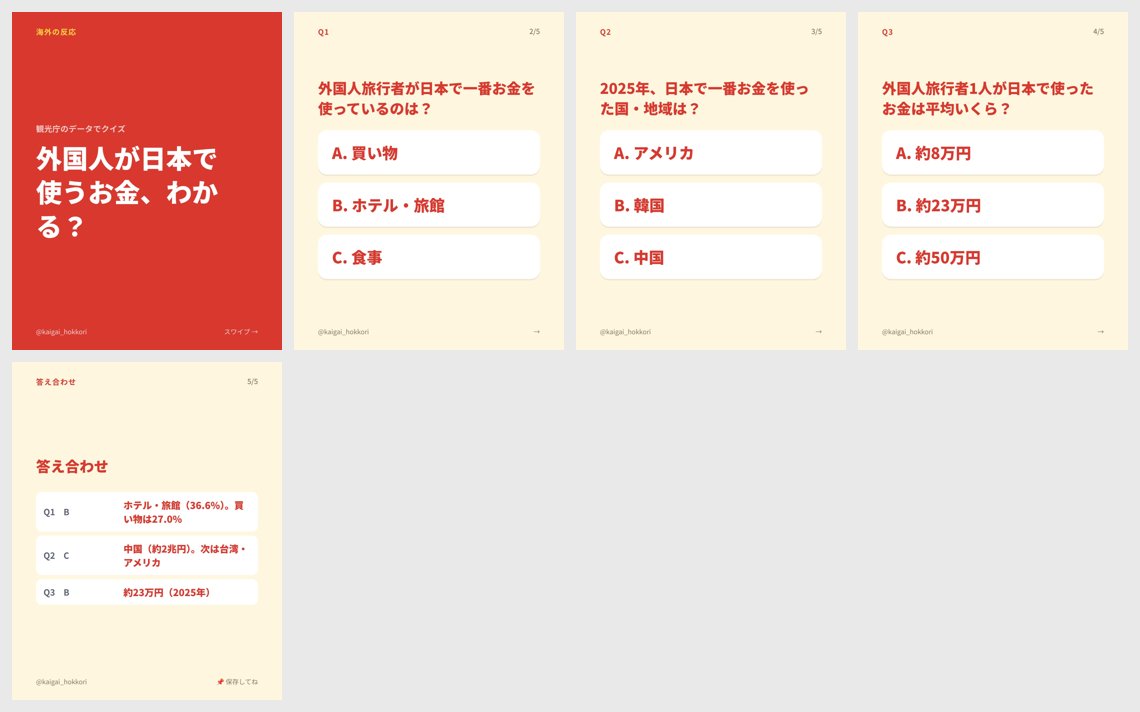 海外の反応
観光庁のデータでクイズ
外国人が日本で
使うお金、わか
る？
@kaigai_hokkori
スワイプ →
Q1
2/5
外国人旅行者が日本で一番お金を
使っているのは？
A. 買い物
B. ホテル・旅館
C. 食事
@kaigai_hokkori
→
Q2
3/5
2025年、日本で一番お金を使っ
た国・地域は？
A. アメリカ
B. 韓国
C. 中国
@kaigai_hokkori
→
Q3
4/5
外国人旅行者1人が日本で使った
お金は平均いくら？
A. 約8万円
B. 約23万円
C. 約50万円
@kaigai_hokkori
→
答え合わせ
5/5
答え合わせ
Q1 B
ホテル・旅館（36.6%）。買
い物は27.0%
Q2 C
中国（約2兆円）。次は台湾・
アメリカ
Q3 B
約23万円（2025年）
@kaigai_hokkori
📌 保存してね